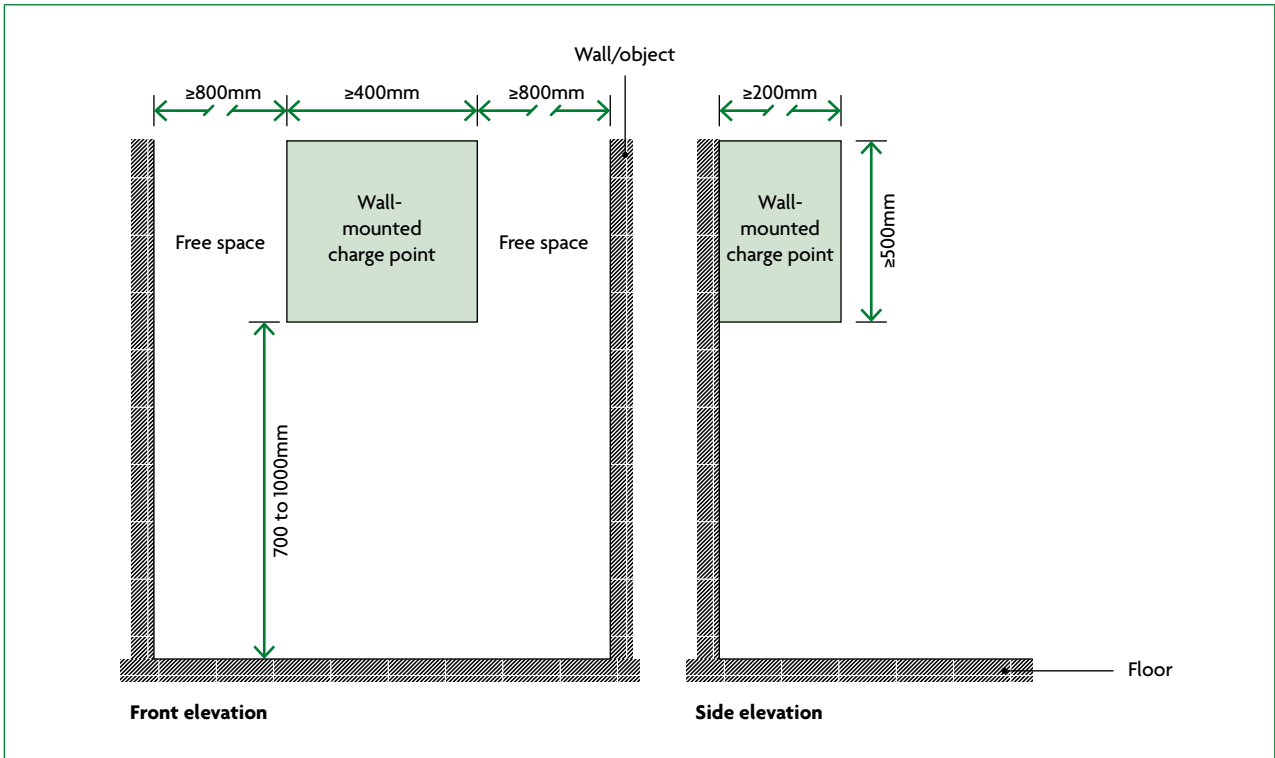 Wall/object
≥800mm
≥400mm
≥800mm
≥200mm
Wall-
mounted
charge point
Free space
Free space
Wall-
mounted
charge point
≥500mm
700 to 1000mm
Floor
Front elevation
Side elevation